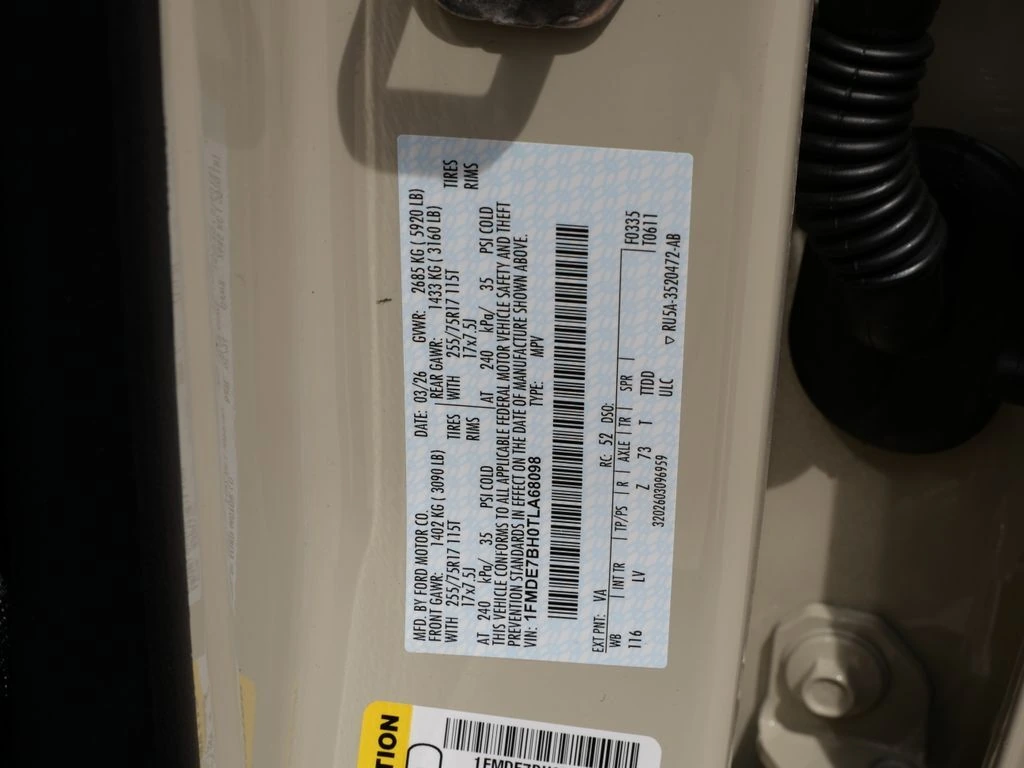 MFD. BY FORD MOTOR CO.
DATE: 03/26 GVWR: 2685 KG ( 5920 LB)
FRONT GAWR: 1402 KG ( 3090 LB)
REAR GAWR: 1433 KG ( 3160 LB)
WITH 255/75R17 115T TIRES
WITH 255/75R17 115T TIRES
17x7.5J RIMS
17x7.5J RIMS
AT 240 kPa/ 35 PSI COLD
AT 240 kPa/ 35 PSI COLD
THIS VEHICLE CONFORMS TO ALL APPLICABLE FEDERAL MOTOR VEHICLE SAFETY AND THEFT
PREVENTION STANDARDS IN EFFECT ON THE DATE OF MANUFACTURE SHOWN ABOVE.
VIN: 1FMDE7BH0TLA68098 TYPE: MPV
EXT PNT: VA RC: 52 DSO: F0335
WB | INT TR | TP/PS | R | AXLE | TR | SPR | T0611
116 LV Z 73 T TTDD
ULC
3202603096959 ▽ RU5A-3520472-AB